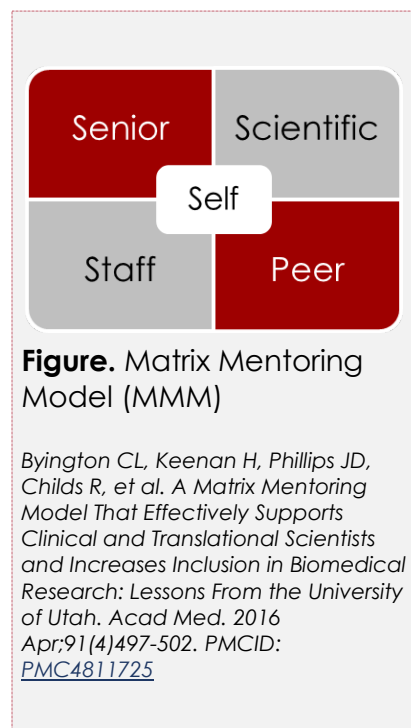 Senior
Scientific
Self
Staff
Peer
Figure. Matrix Mentoring
Model (MMM)
Byington CL, Keenan H, Phillips JD,
Childs R, et al. A Matrix Mentoring
Model That Effectively Supports
Clinical and Translational Scientists
and Increases Inclusion in Biomedical
Research: Lessons From the University
of Utah. Acad Med. 2016
Apr;91(4)497-502. PMCID:
PMC4811725